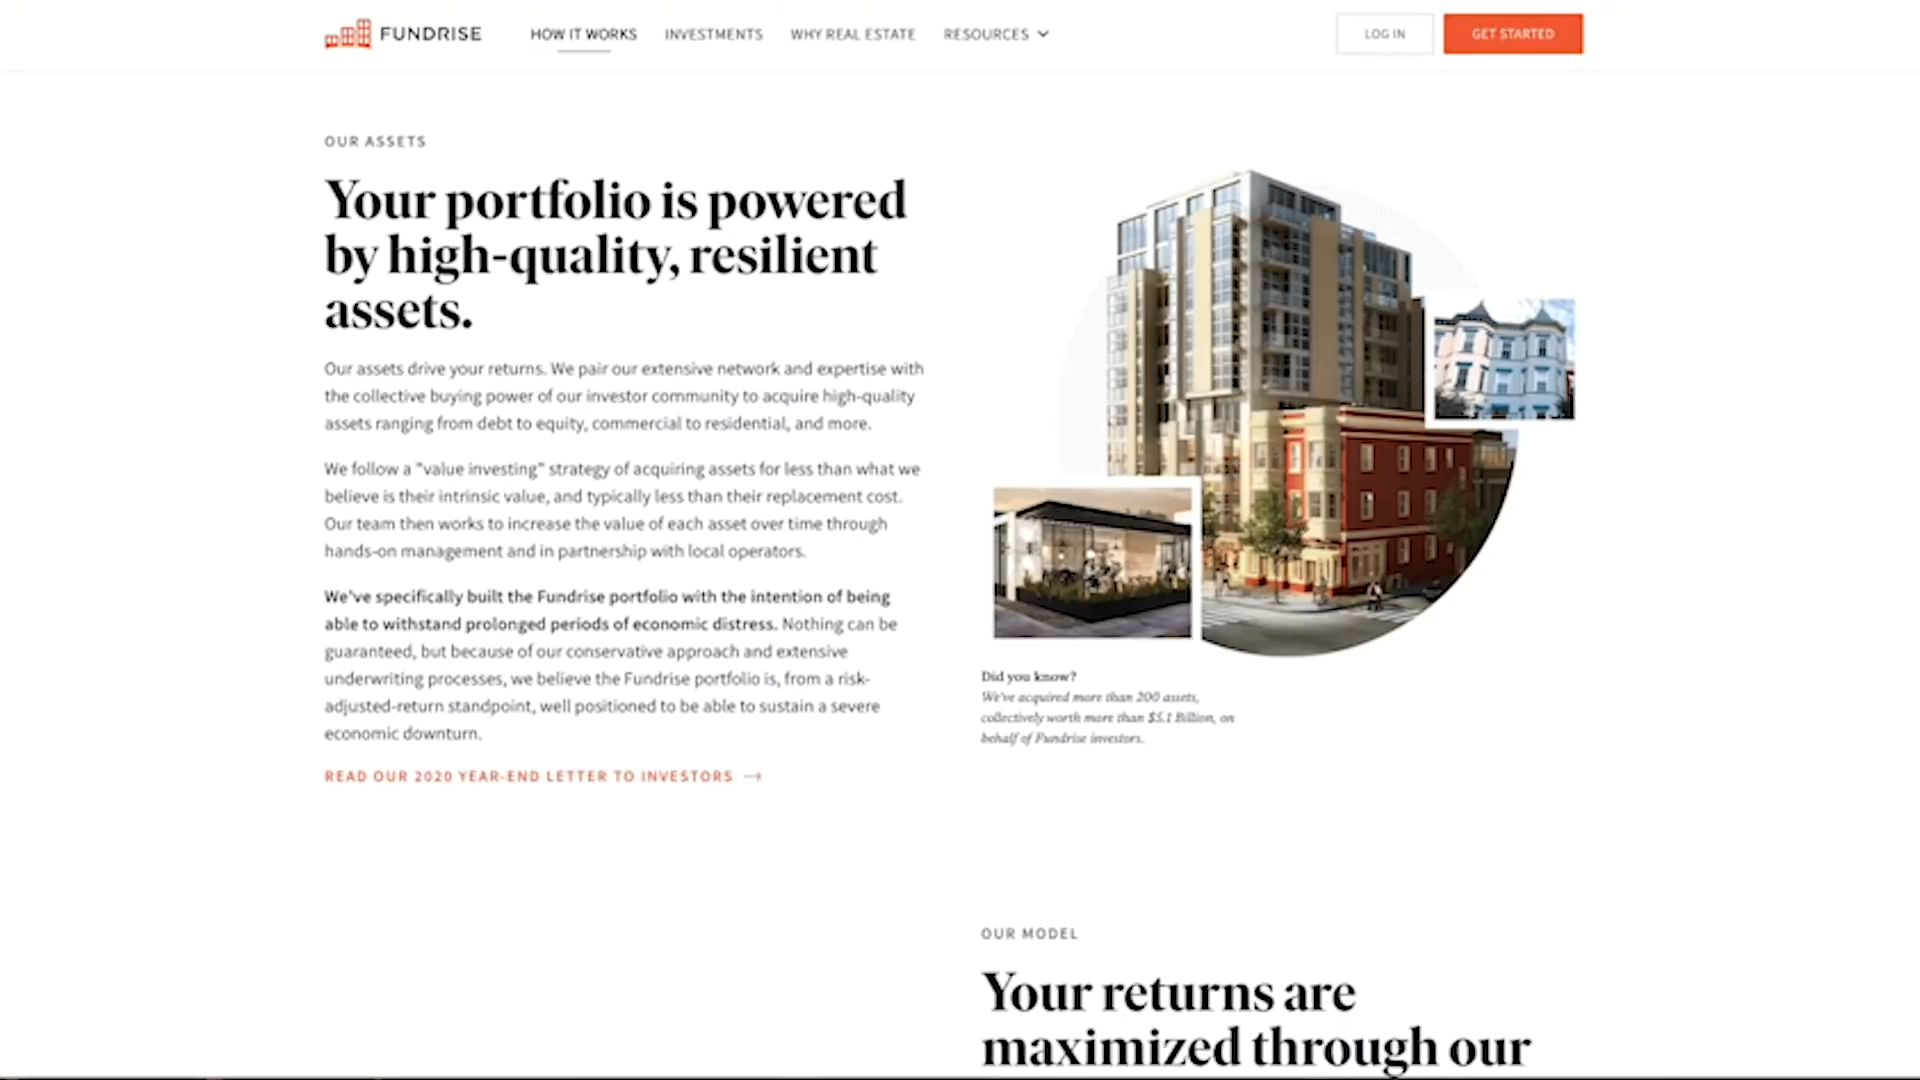 FUNDRISE
HOW IT WORKS
INVESTMENTS
WHY REAL ESTATE
RESOURCES
LOG IN
GET STARTED
OUR ASSETS
Your portfolio is powered
by high-quality, resilient
assets.
Our assets drive your returns. We pair our extensive network and expertise with
the collective buying power of our investor community to acquire high-quality
assets ranging from debt to equity, commercial to residential, and more.
We follow a "value investing" strategy of acquiring assets for less than what we
believe is their intrinsic value, and typically less than their replacement cost.
Our team then works to increase the value of each asset over time through
hands-on management and in partnership with local operators.
We've specifically built the Fundrise portfolio with the intention of being
able to withstand prolonged periods of economic distress. Nothing can be
guaranteed, but because of our conservative approach and extensive
underwriting processes, we believe the Fundrise portfolio is, from a risk-
adjusted-return standpoint, well positioned to be able to sustain a severe
economic downturn.
READ OUR 2020 YEAR-END LETTER TO INVESTORS →
Did you know?
We've acquired more than 200 assets,
collectively worth more than $5.1 Billion, on
behalf of Fundrise investors.
OUR MODEL
Your returns are
maximized through our